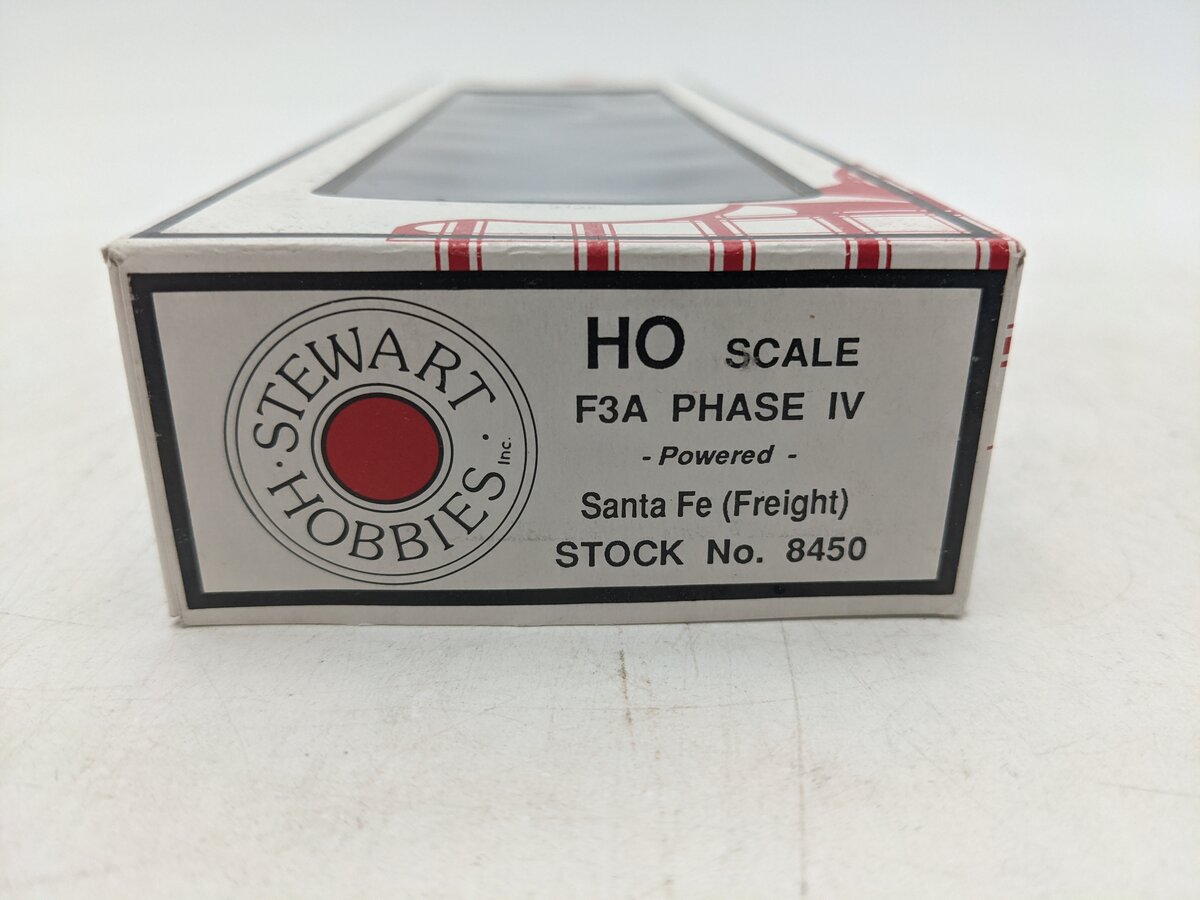 STEWART
HOBBIES Inc.
HO SCALE
F3A PHASE IV
- Powered -
Santa Fe (Freight)
STOCK No. 8450